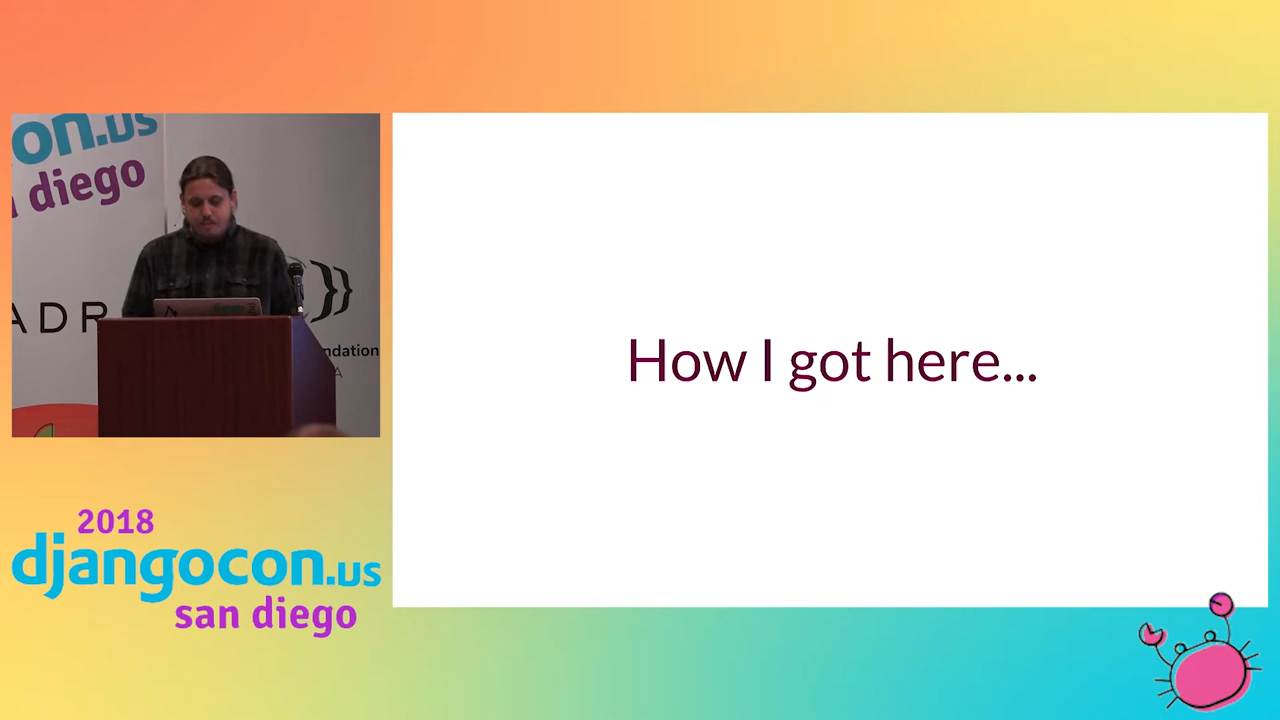 on.us
diego
ADR
ndation
A
How I got here...
2018
djangocon.us
san diego